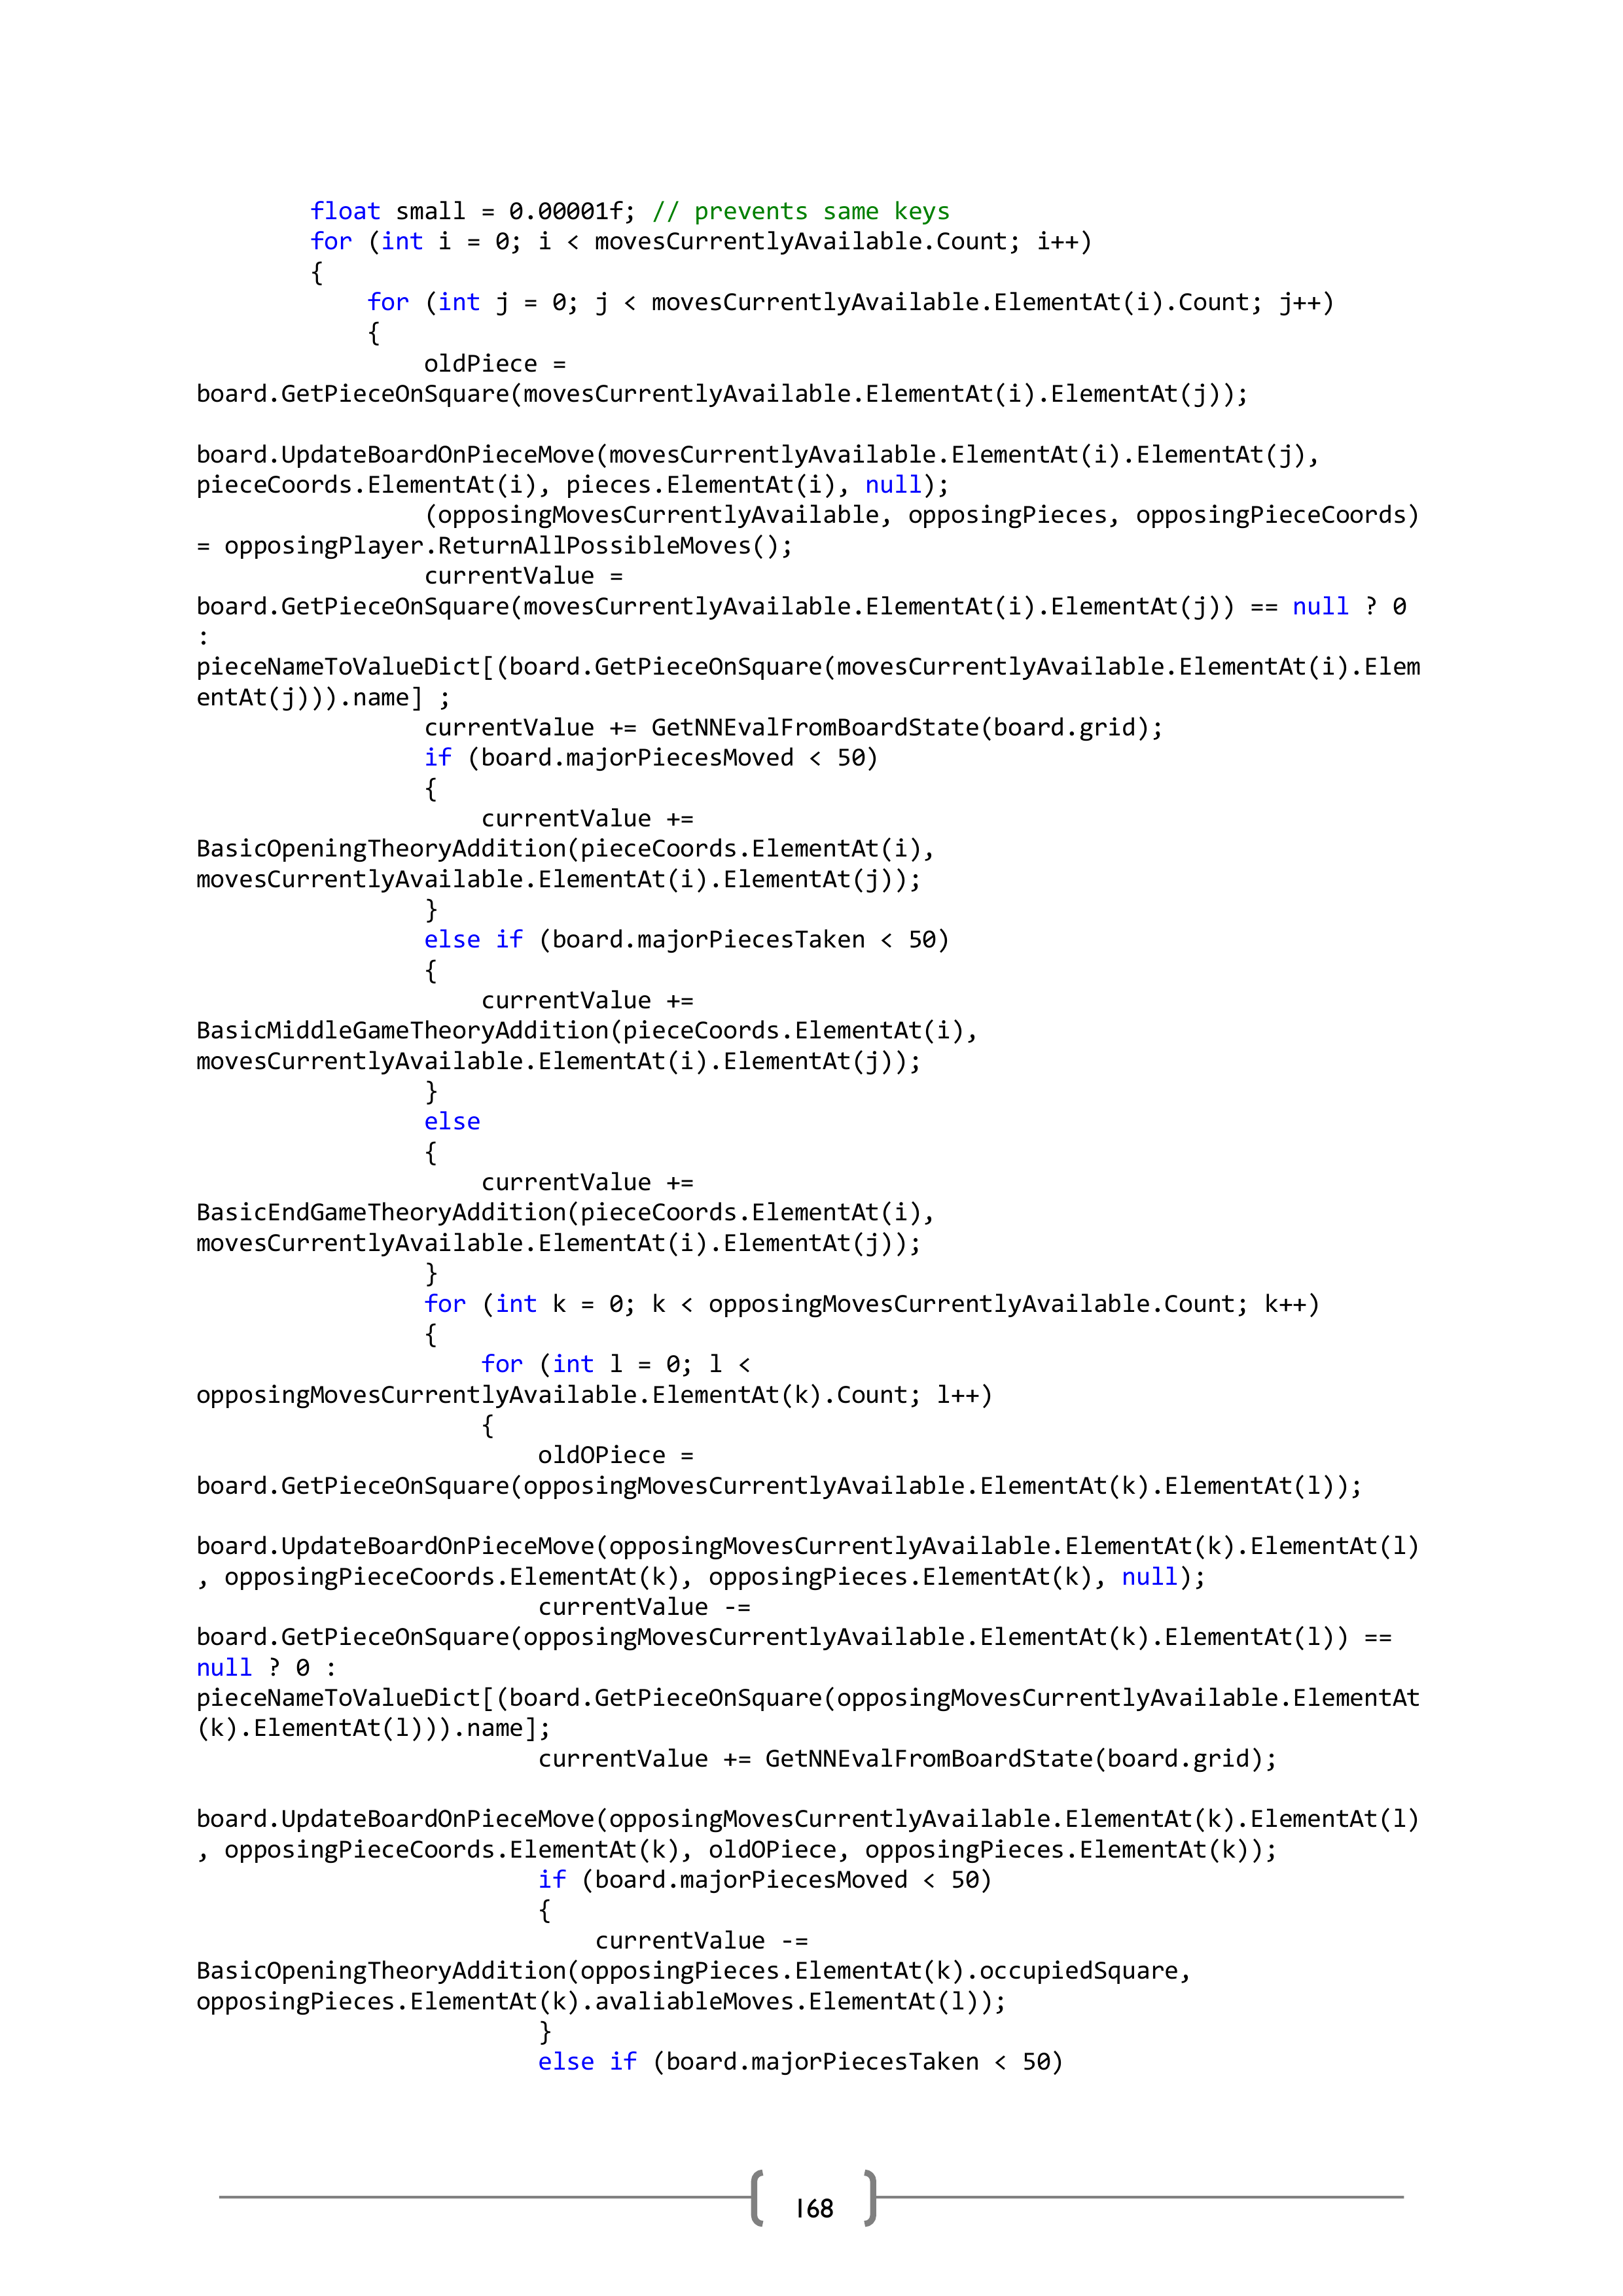 float small = 0.00001f; // prevents same keys
for (int i = 0; i < movesCurrentlyAvailable.Count; i++)
{
for (int j = 0; j < movesCurrentlyAvailable.ElementAt(i).Count; j++)
{
oldPiece =
board.GetPieceOnSquare(movesCurrentlyAvailable.ElementAt(i).ElementAt(j));
board.UpdateBoardOnPieceMove(movesCurrentlyAvailable.ElementAt(i).ElementAt(j),
pieceCoords.ElementAt(i), pieces.ElementAt(i), null);
(opposingMovesCurrentlyAvailable, opposingPieces, opposingPieceCoords)
= opposingPlayer.ReturnAllPossibleMoves();
currentValue =
board.GetPieceOnSquare(movesCurrentlyAvailable.ElementAt(i).ElementAt(j)) == null ? 0
:
pieceNameToValueDict[(board.GetPieceOnSquare(movesCurrentlyAvailable.ElementAt(i).Elem
entAt(j))).name] ;
currentValue += GetNNEvalFromBoardState(board.grid);
if (board.majorPiecesMoved < 50)
{
currentValue +=
BasicOpeningTheoryAddition(pieceCoords.ElementAt(i),
movesCurrentlyAvailable.ElementAt(i).ElementAt(j));
}
else if (board.majorPiecesTaken < 50)
{
currentValue +=
BasicMiddleGameTheoryAddition(pieceCoords.ElementAt(i),
movesCurrentlyAvailable.ElementAt(i).ElementAt(j));
}
else
{
currentValue +=
BasicEndGameTheoryAddition(pieceCoords.ElementAt(i),
movesCurrentlyAvailable.ElementAt(i).ElementAt(j));
}
for (int k = 0; k < opposingMovesCurrentlyAvailable.Count; k++)
{
for (int l = 0; l <
opposingMovesCurrentlyAvailable.ElementAt(k).Count; l++)
{
oldOPiece =
board.GetPieceOnSquare(opposingMovesCurrentlyAvailable.ElementAt(k).ElementAt(l));
board.UpdateBoardOnPieceMove(opposingMovesCurrentlyAvailable.ElementAt(k).ElementAt(l)
, opposingPieceCoords.ElementAt(k), opposingPieces.ElementAt(k), null);
currentValue -=
board.GetPieceOnSquare(opposingMovesCurrentlyAvailable.ElementAt(k).ElementAt(l)) ==
null ? 0 :
pieceNameToValueDict[(board.GetPieceOnSquare(opposingMovesCurrentlyAvailable.ElementAt
(k).ElementAt(l))).name];
currentValue += GetNNEvalFromBoardState(board.grid);
board.UpdateBoardOnPieceMove(opposingMovesCurrentlyAvailable.ElementAt(k).ElementAt(l)
, opposingPieceCoords.ElementAt(k), oldOPiece, opposingPieces.ElementAt(k));
if (board.majorPiecesMoved < 50)
{
currentValue -=
BasicOpeningTheoryAddition(opposingPieces.ElementAt(k).occupiedSquare,
opposingPieces.ElementAt(k).avaliableMoves.ElementAt(l));
}
else if (board.majorPiecesTaken < 50)
168